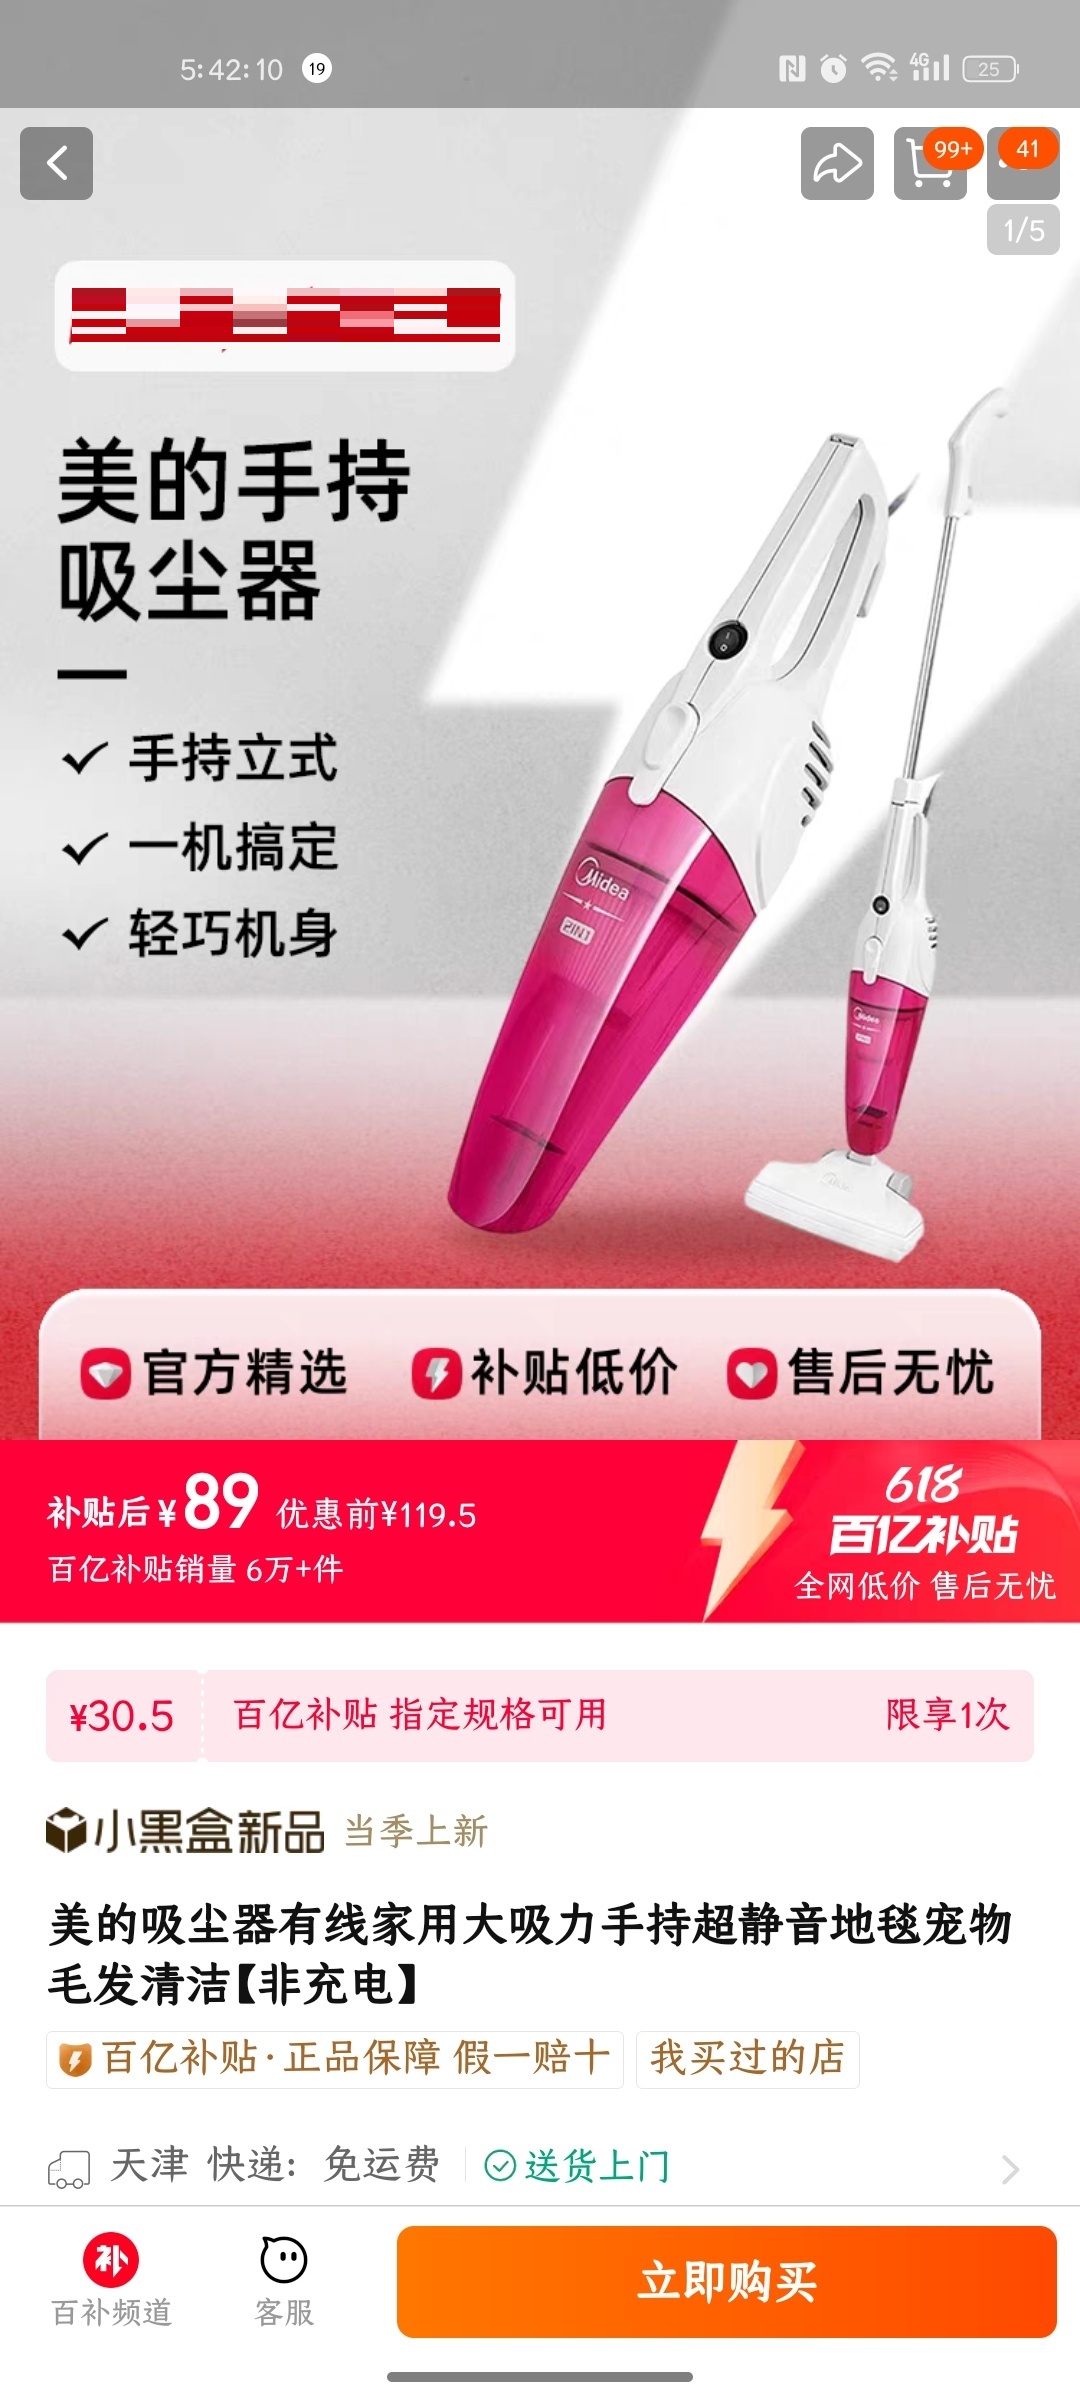 5:42:10 19 4G 25
99+ 41
1/5
美的手持
吸尘器
手持立式
一机搞定
轻巧机身
Midea
2IN1
Midea
官方精选 补贴低价 售后无忧
补贴后¥89 优惠前¥119.5
百亿补贴销量 6万+件
618
百亿补贴
全网低价 售后无忧
¥30.5 百亿补贴 指定规格可用 限享1次
小黑盒新品 当季上新
美的吸尘器有线家用大吸力手持超静音地毯宠物
毛发清洁【非充电】
百亿补贴·正品保障 假一赔十 我买过的店
天津 快递: 免运费 送货上门
补
百补频道 客服 立即购买